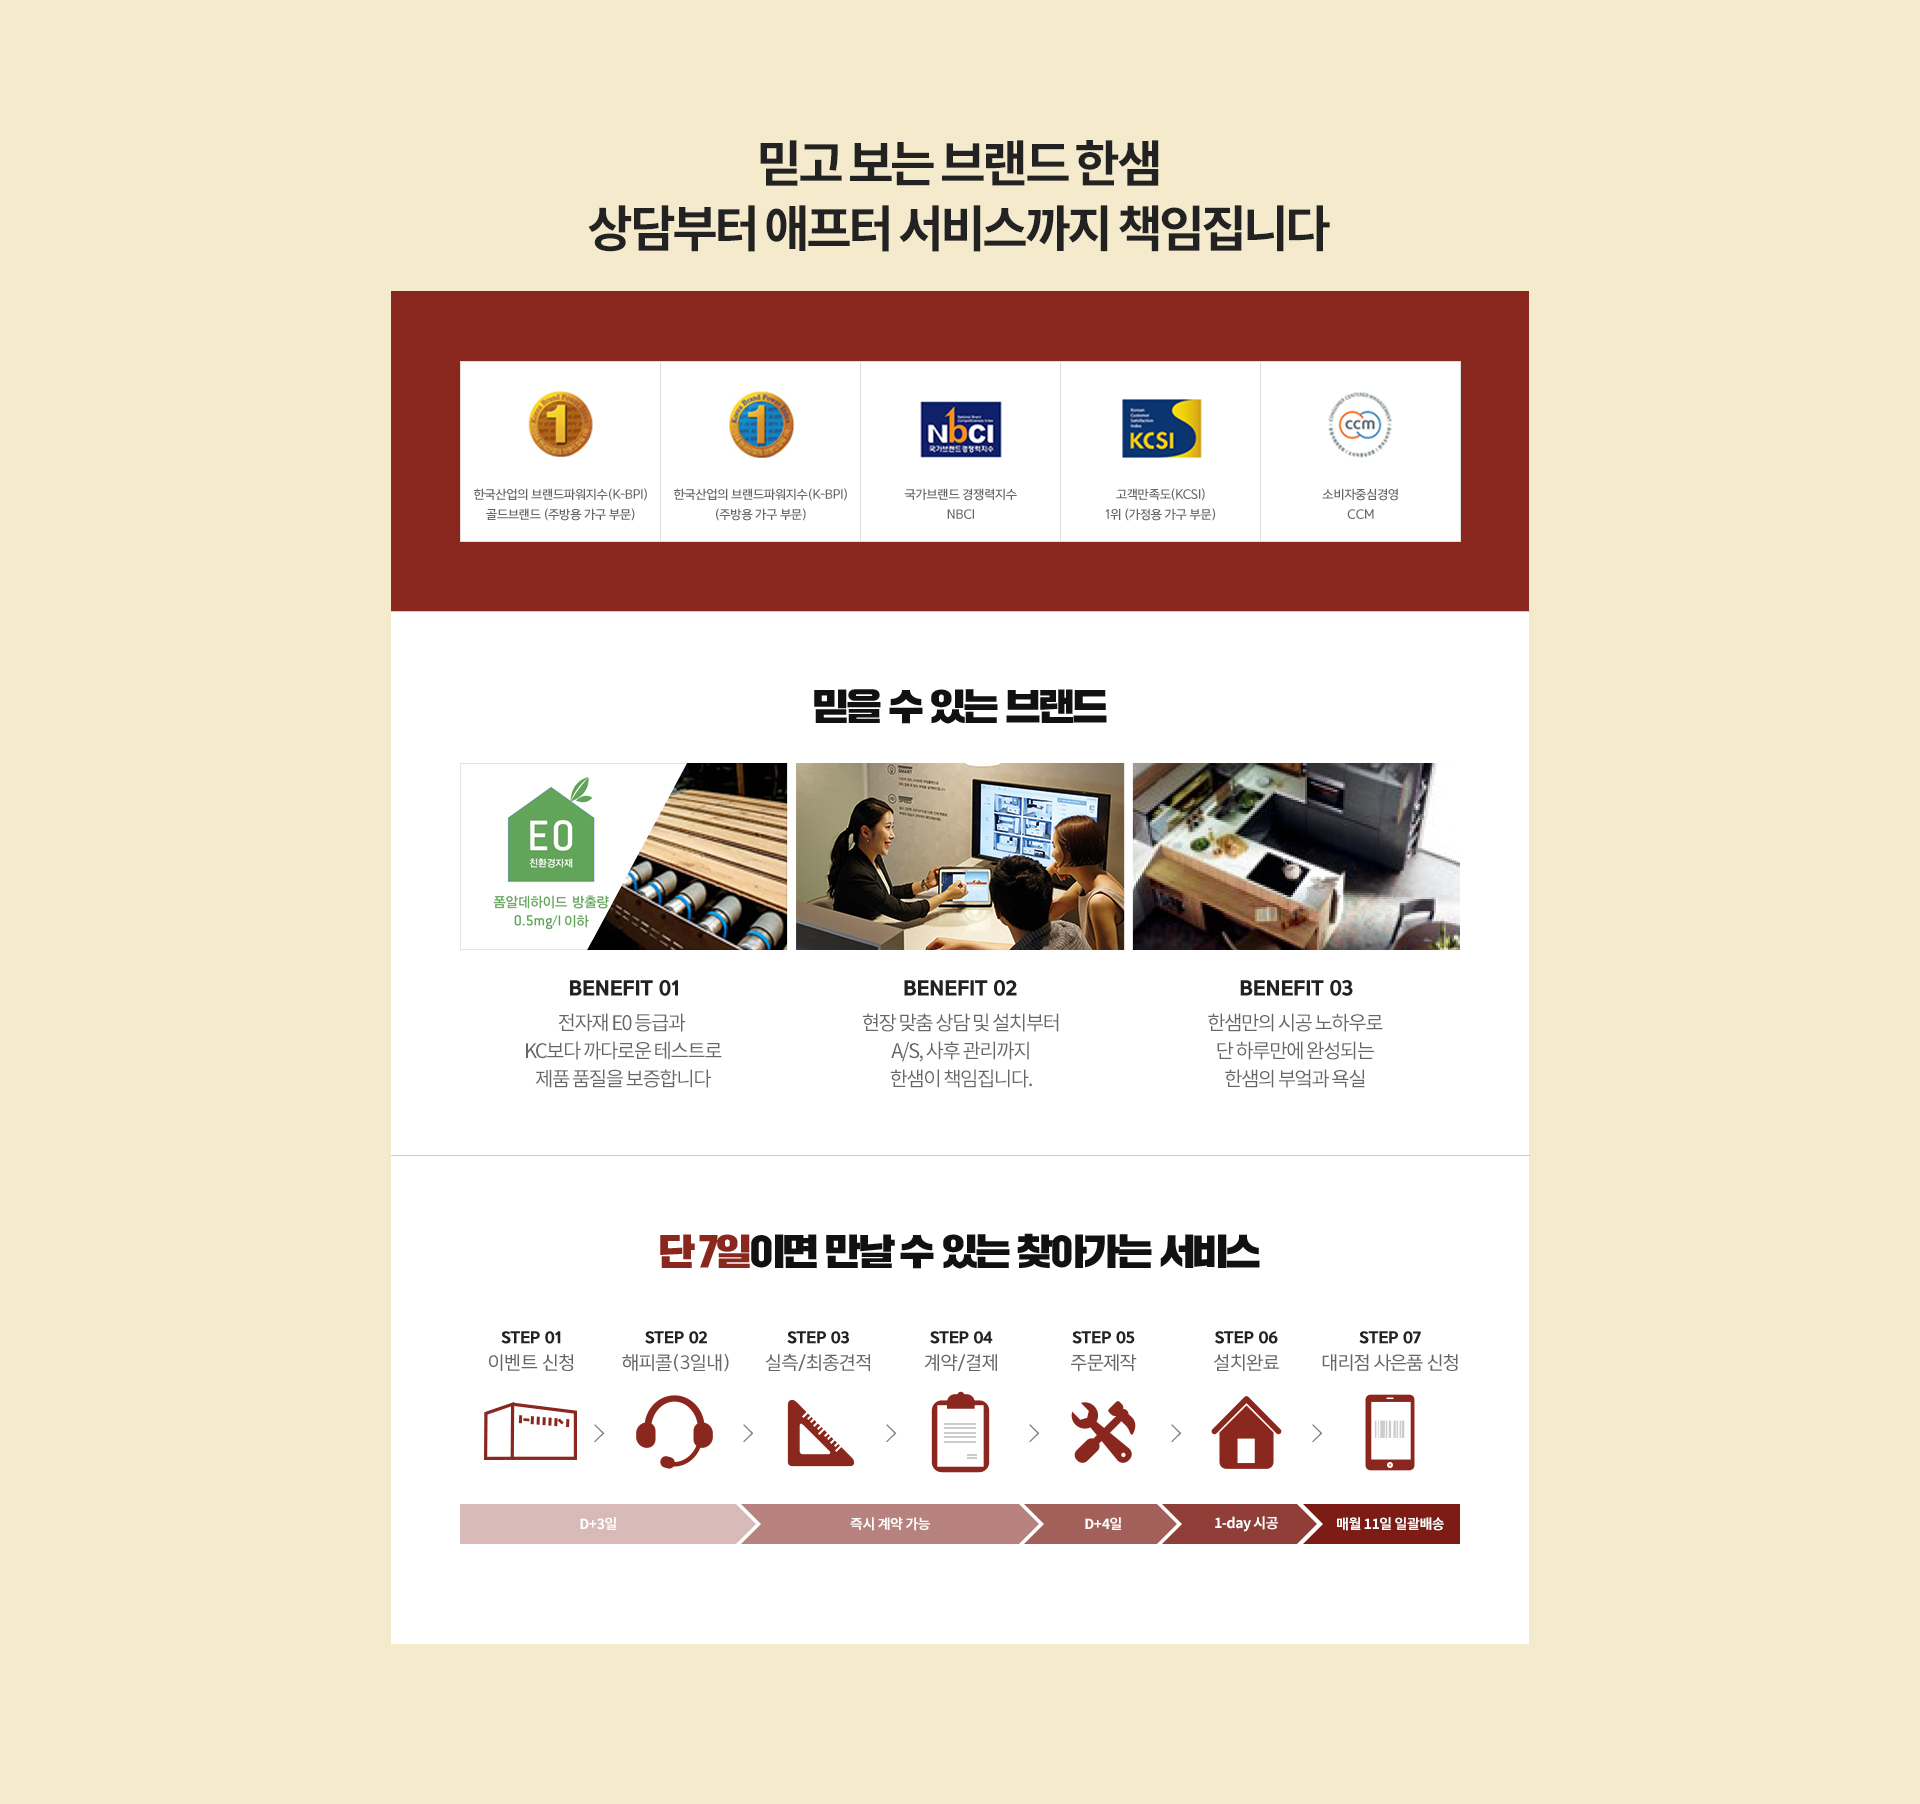 믿고 보는 브랜드 한샘
상담부터 애프터 서비스까지 책임집니다
1
1
NbCI
국가브랜드경쟁력지수
Korean
Customer
Satisfaction
Index
KCSI
CONSUMER CENTERED MANAGEMENT
ccm
한국산업의 브랜드파워지수(K-BPI)
골드브랜드 (주방용 가구 부문)
한국산업의 브랜드파워지수(K-BPI)
(주방용 가구 부문)
국가브랜드 경쟁력지수
NBCI
고객만족도(KCSI)
1위 (가정용 가구 부문)
소비자중심경영
CCM
믿을 수 있는 브랜드
E0
친환경자재
폼알데하이드 방출량
0.5mg/l 이하
SMART
SPEED
BENEFIT 01
전자재 E0 등급과
KC보다 까다로운 테스트로
제품 품질을 보증합니다
BENEFIT 02
현장 맞춤 상담 및 설치부터
A/S, 사후 관리까지
한샘이 책임집니다.
BENEFIT 03
한샘만의 시공 노하우로
단 하루만에 완성되는
한샘의 부엌과 욕실
단 7일이면 만날 수 있는 찾아가는 서비스
STEP 01
이벤트 신청
STEP 02
해피콜(3일내)
STEP 03
실측/최종견적
STEP 04
계약/결제
STEP 05
주문제작
STEP 06
설치완료
STEP 07
대리점 사은품 신청
D+3일
즉시 계약 가능
D+4일
1-day 시공
매월 11일 일괄배송